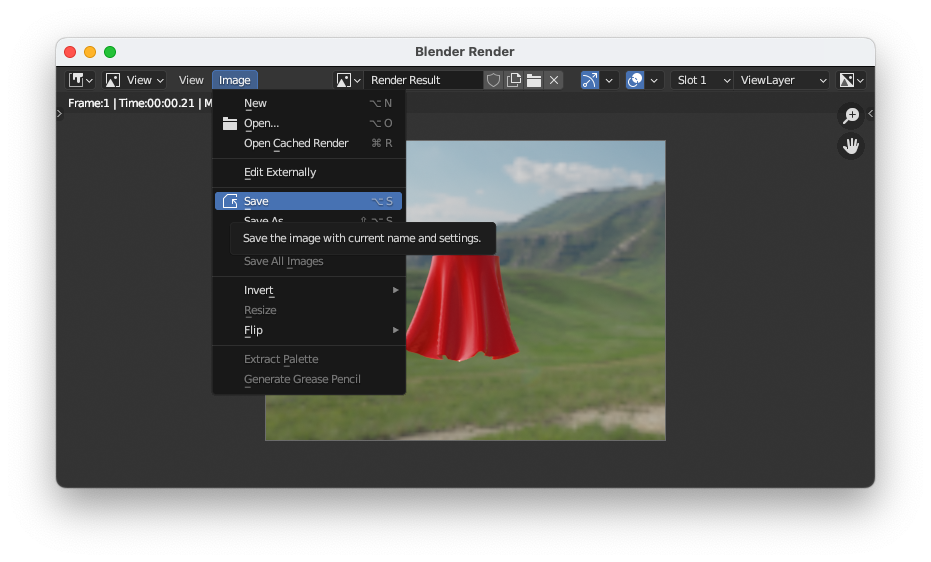 Blender Render
View View Image Render Result Slot 1 ViewLayer
Frame:1 | Time:00:00.21 | M
New ⌥ N
Open... ⌥ O
Open Cached Render ⌘ R
Edit Externally
Save ⌥ S
Save As ⇧ ⌥ S
Save the image with current name and settings.
Save All Images
Invert
Resize
Flip
Extract Palette
Generate Grease Pencil